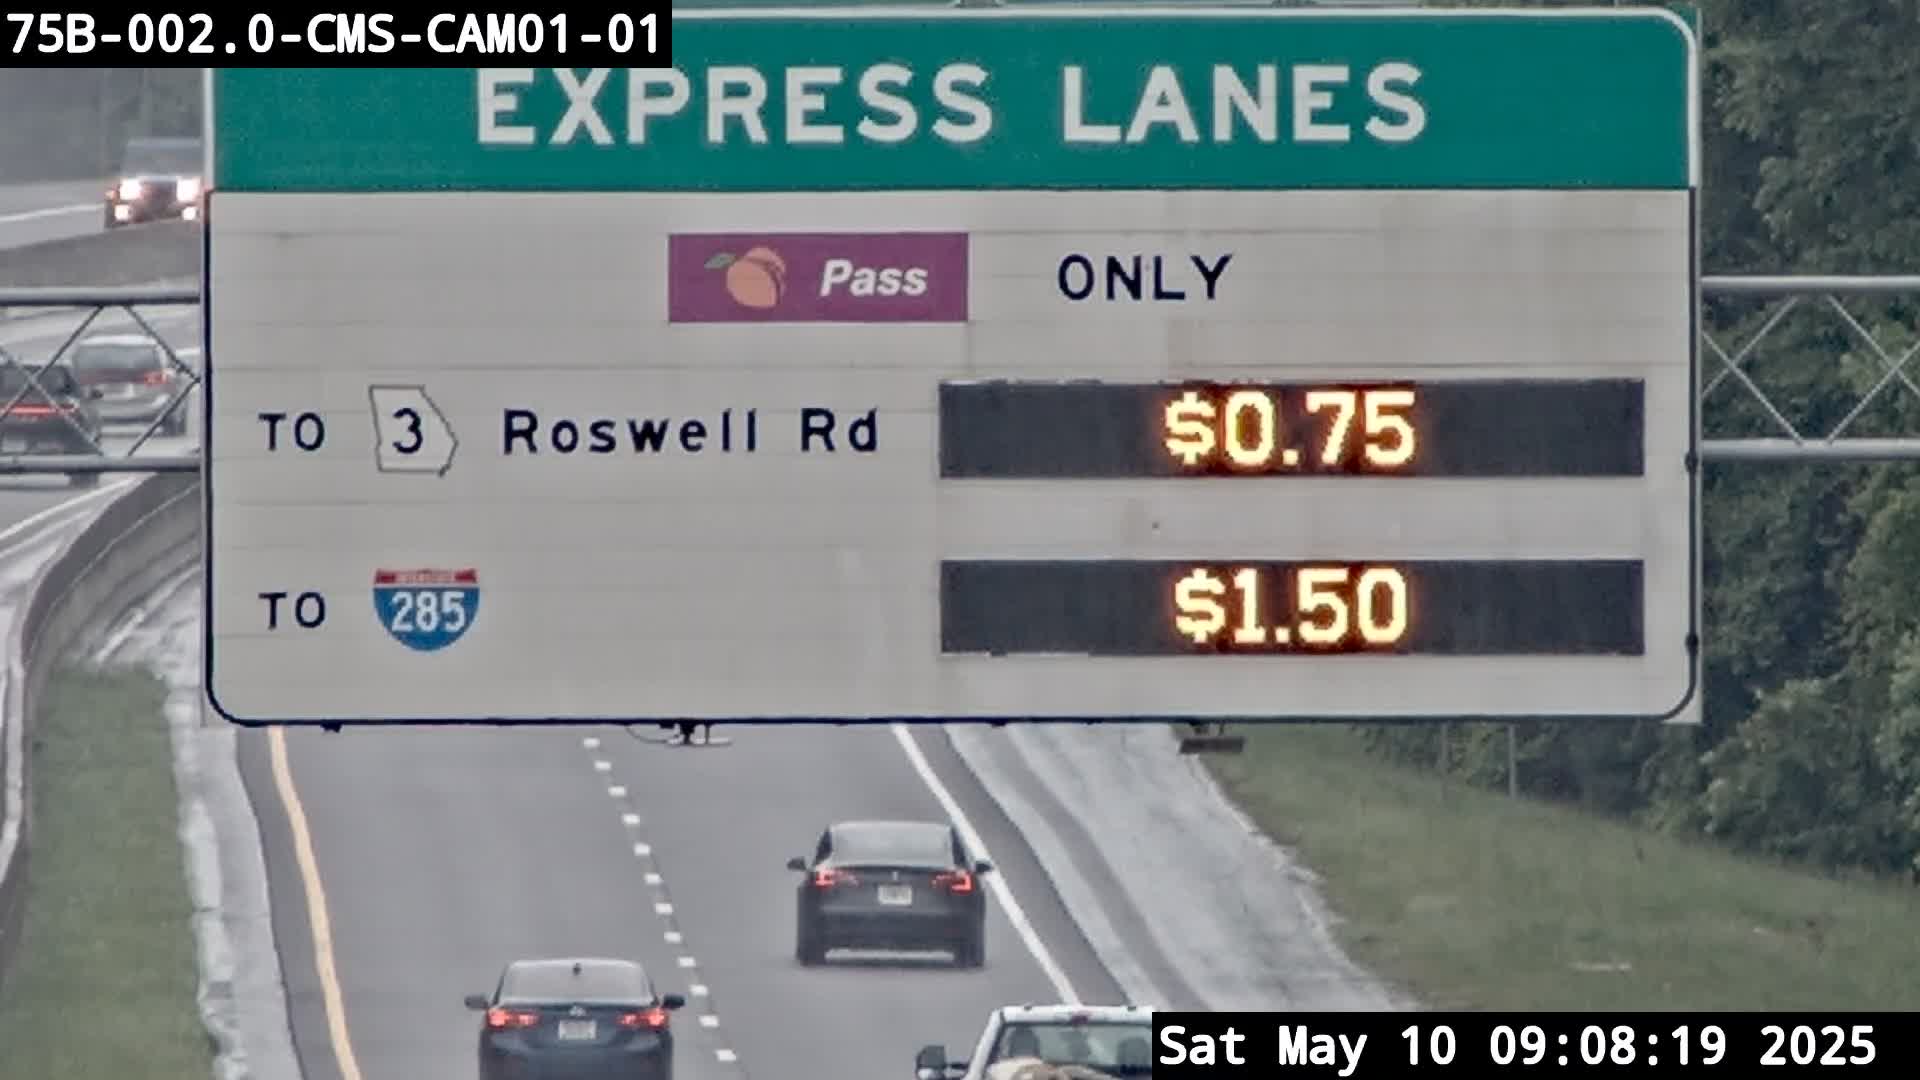 75B-002.0-CMS-CAM01-01
EXPRESS LANES
Pass ONLY
TO 3 Roswell Rd $0.75
TO 285 $1.50
Sat May 10 09:08:19 2025